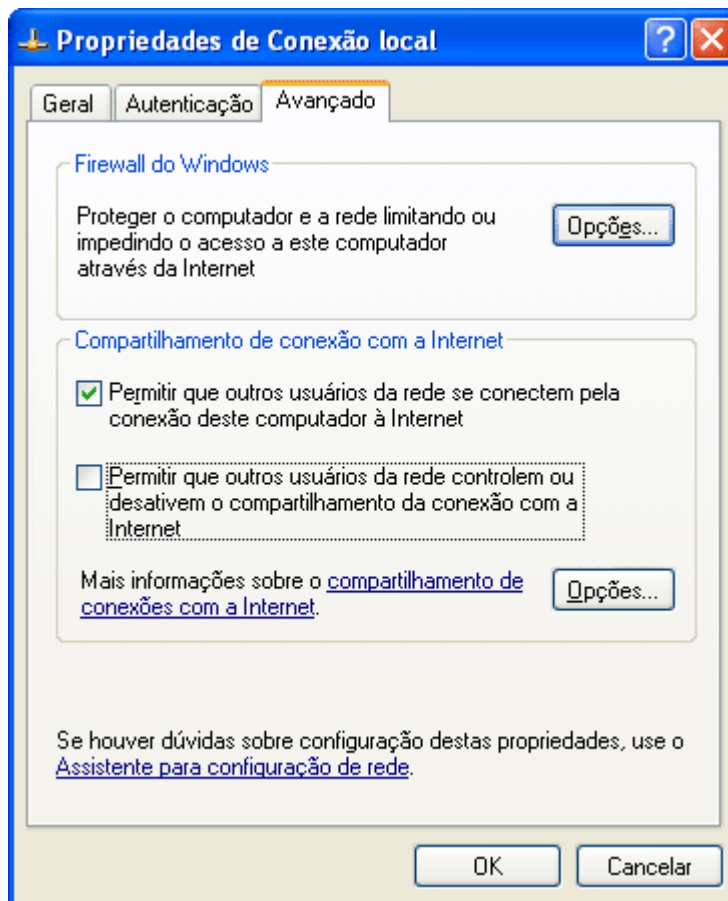 Propriedades de Conexão local
Geral
Autenticação
Avançado
Firewall do Windows
Proteger o computador e a rede limitando ou
impedindo o acesso a este computador
através da Internet
Opções...
Compartilhamento de conexão com a Internet
Permitir que outros usuários da rede se conectem pela
conexão deste computador à Internet
Permitir que outros usuários da rede controlem ou
desativem o compartilhamento da conexão com a
Internet
Mais informações sobre o compartilhamento de
conexões com a Internet.
Opções...
Se houver dúvidas sobre configuração destas propriedades, use o
Assistente para configuração de rede.
OK
Cancelar